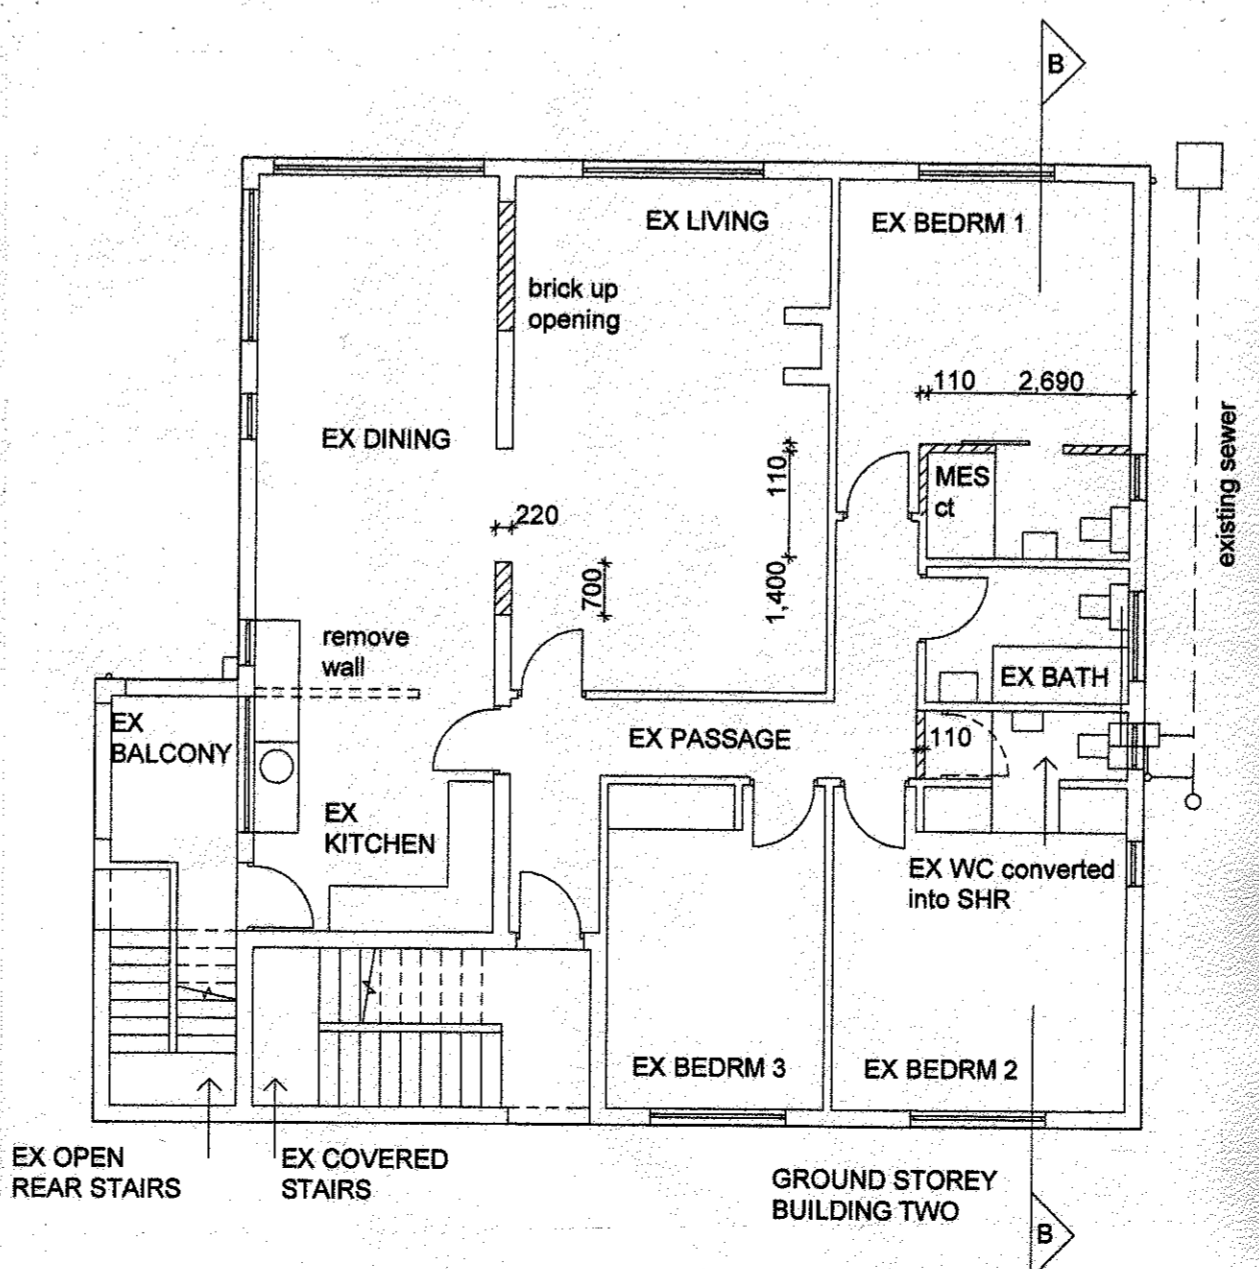 B
EX LIVING
EX BEDRM 1
brick up
opening
110
2,690
EX DINING
existing sewer
110
MES
ct
220
700
1,400
remove
wall
EX BATH
EX
BALCONY
EX PASSAGE
110
EX
KITCHEN
EX WC converted
into SHR
EX BEDRM 3
EX BEDRM 2
EX OPEN
REAR STAIRS
EX COVERED
STAIRS
GROUND STOREY
BUILDING TWO
B